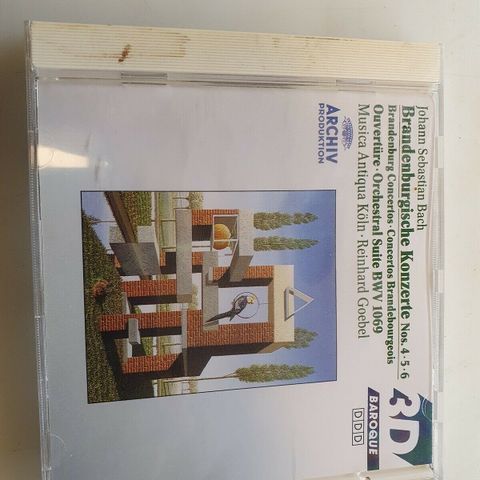 Johann Sebastian Bach
Brandenburgische Konzerte Nos. 4·5·6
Brandenburg Concertos · Concertos Brandebourgeois
Ouvertüre · Orchestral Suite BWV 1069
Musica Antiqua Köln · Reinhard Goebel
ARCHIV
PRODUKTION
3D
BAROQUE
DDD